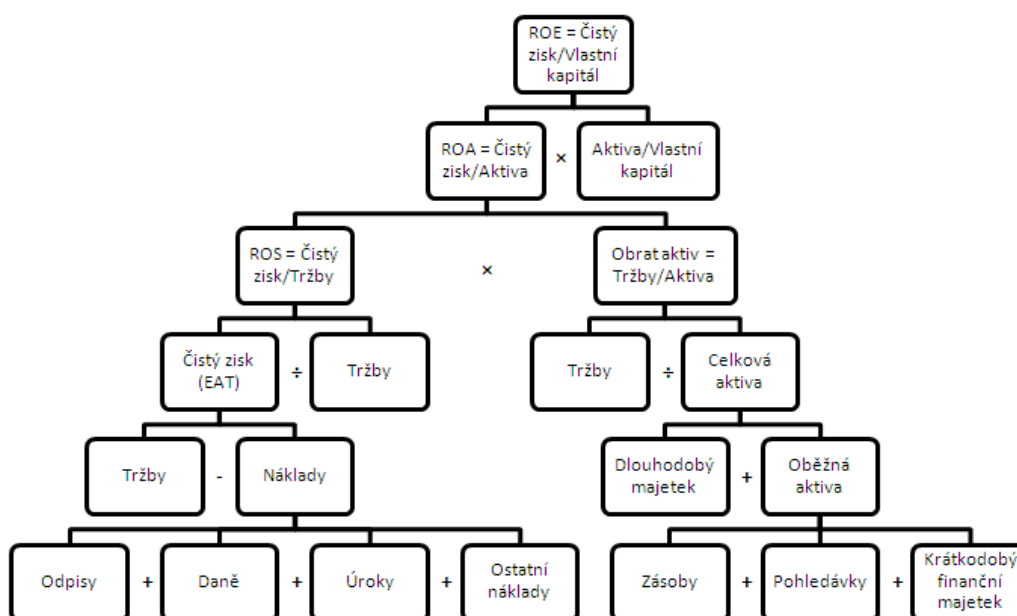 ROE = Čistý
zisk/Vlastní
kapitál
ROA = Čistý
zisk/Aktiva
×
Aktiva/Vlastní
kapitál
ROS = Čistý
zisk/Tržby
×
Obrat aktiv =
Tržby/Aktiva
Čistý zisk
(EAT)
÷
Tržby
Tržby
÷
Celková
aktiva
Tržby
-
Náklady
Dlouhodobý
majetek
+
Oběžná
aktiva
Odpisy
+
Daně
+
Úroky
+
Ostatní
náklady
Zásoby
+
Pohledávky
+
Krátkodobý
finanční
majetek